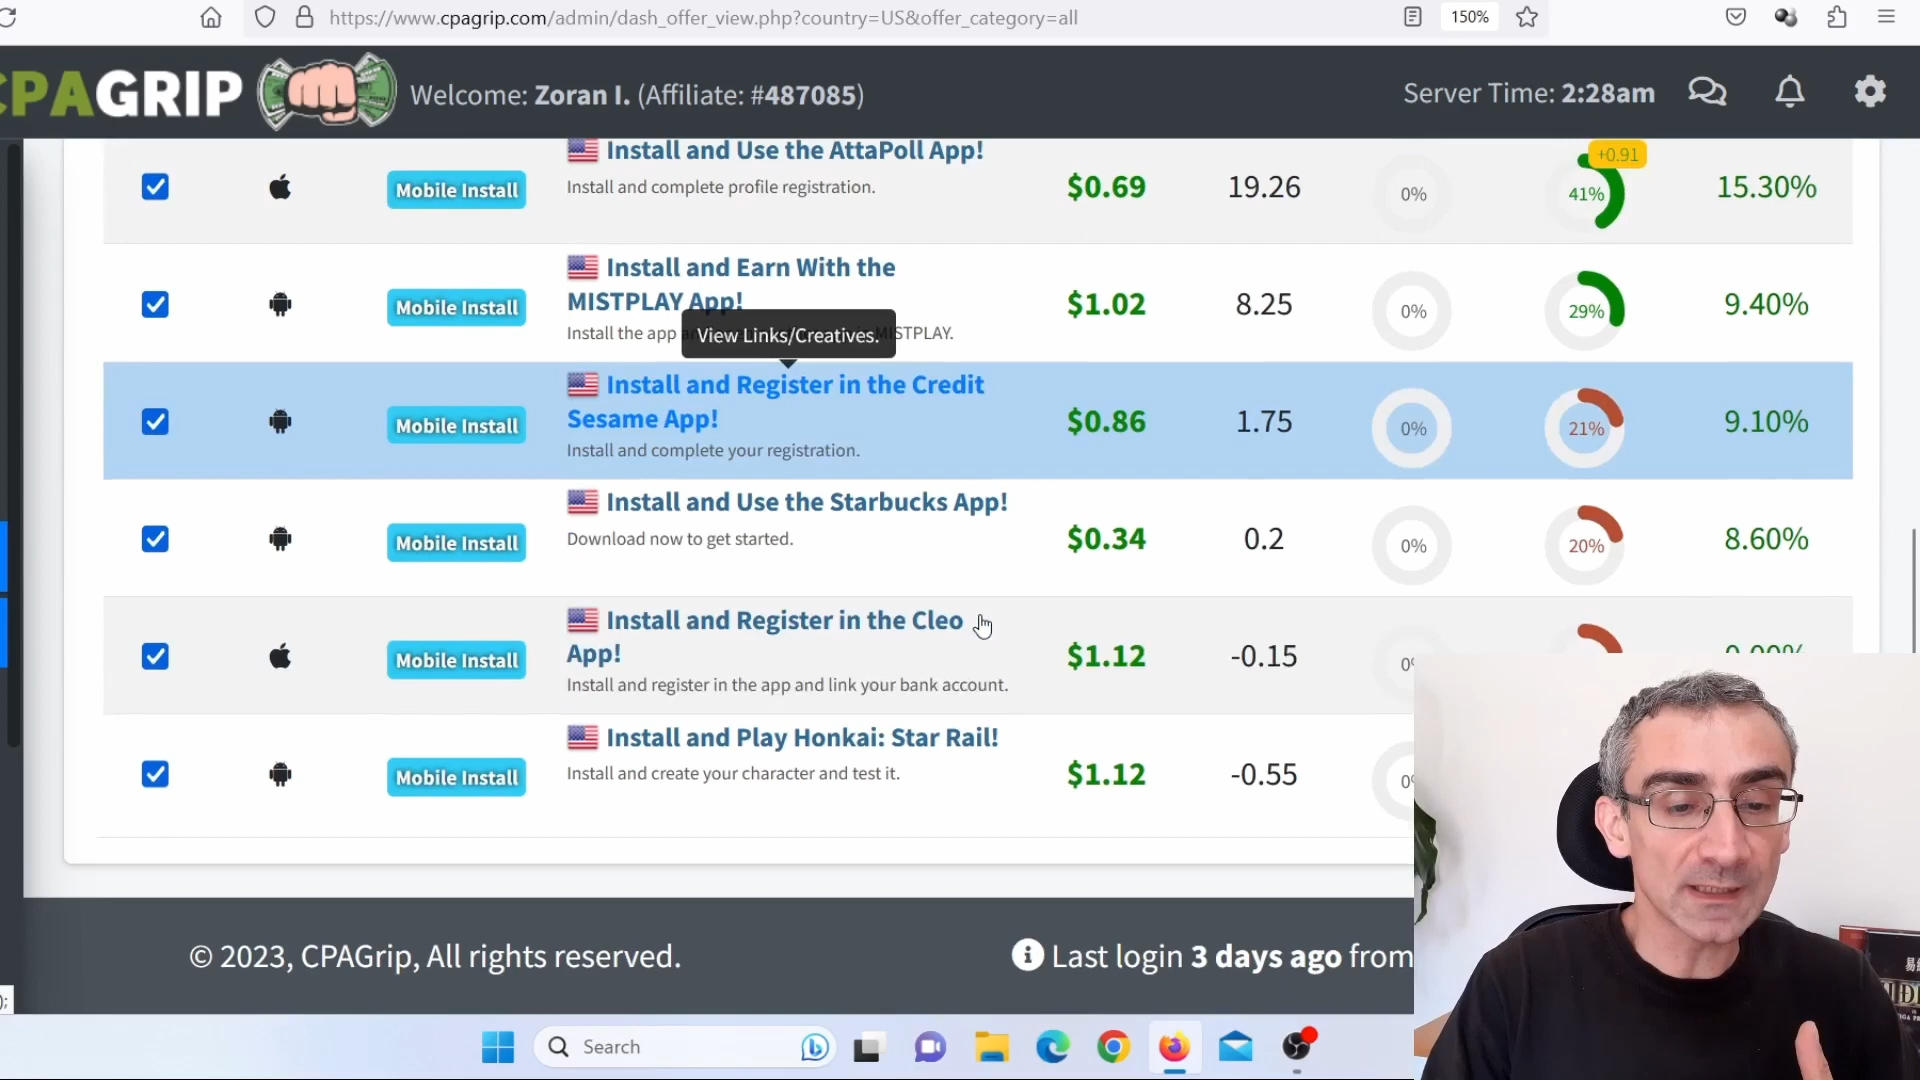 https://www.cpagrip.com/admin/dash_offer_view.php?country=US&offer_category=all
150%
CPAGRIP
Welcome: Zoran I. (Affiliate: #487085)
Server Time: 2:28am
Mobile Install
Install and Use the AttaPoll App!
Install and complete profile registration.
$0.69
19.26
0%
41%
+0.91
15.30%
Mobile Install
Install and Earn With the
MISTPLAY App!
Install the app
MISTPLAY.
$1.02
8.25
0%
29%
9.40%
View Links/Creatives.
Mobile Install
Install and Register in the Credit
Sesame App!
Install and complete your registration.
$0.86
1.75
0%
21%
9.10%
Mobile Install
Install and Use the Starbucks App!
Download now to get started.
$0.34
0.2
0%
20%
8.60%
Mobile Install
Install and Register in the Cleo
App!
Install and register in the app and link your bank account.
$1.12
-0.15
Mobile Install
Install and Play Honkai: Star Rail!
Install and create your character and test it.
$1.12
-0.55
© 2023, CPAGrip, All rights reserved.
Last login 3 days ago from
);
Search